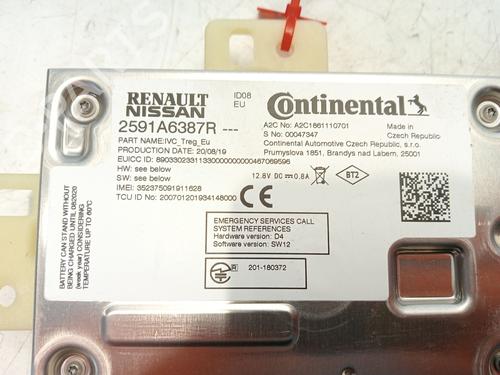 RENAULT
NISSAN
ID08
EU
Continental
2591A6387R ---
PART NAME:IVC_Treg_Eu
PRODUCTION DATE: 20/08/19
EUICC ID: 89033023311330000000000467069596
HW: see below
SW: see below
IMEI: 352375091911628
TCU ID NO: 200701201934148000
A2C No: A2C1861110701
S No: 00047347
Made in
Czech Republic
Continental Automotive Czech Republic, s.r.o.
Prumyslova 1851, Brandys nad Labem, 25001
12.8V DC 0.8A
BT2
EMERGENCY SERVICES CALL
SYSTEM REFERENCES
Hardware version: D4
Software version: SW12
R
201-180372
BATTERY CAN STAND WITHOUT
BEING CHARGED UNTIL 082020
(week year) CONSIDERING
TEMPERATURE UP TO 60°C